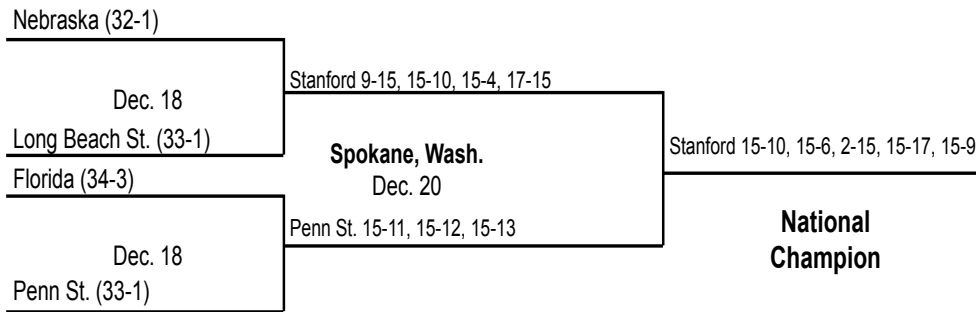 Nebraska (32-1)
Stanford 9-15, 15-10, 15-4, 17-15
Dec. 18
Long Beach St. (33-1)
Spokane, Wash.
Dec. 20
Stanford 15-10, 15-6, 2-15, 15-17, 15-9
Florida (34-3)
Penn St. 15-11, 15-12, 15-13
National
Champion
Dec. 18
Penn St. (33-1)